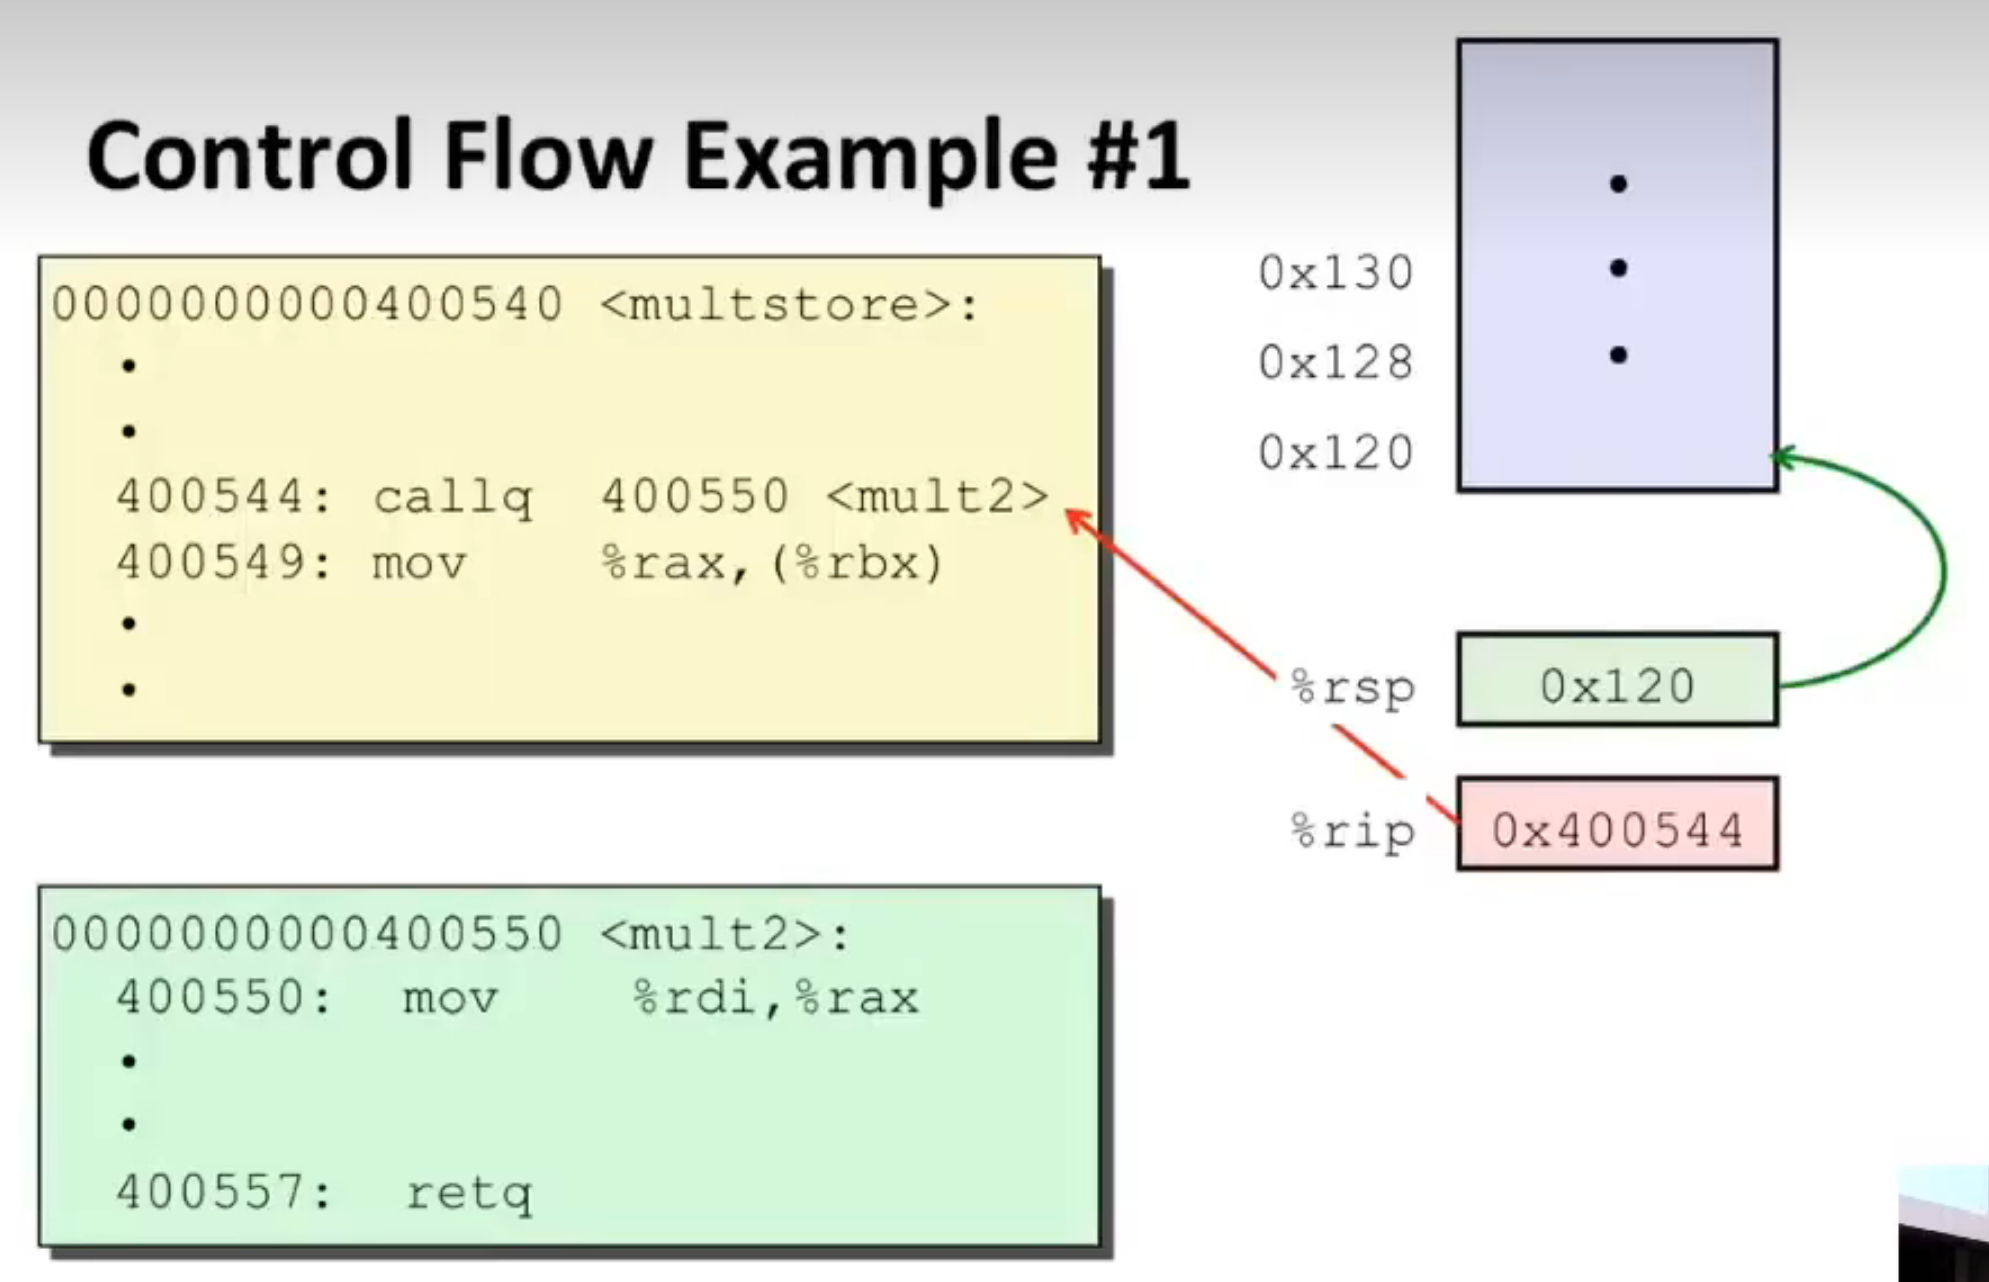 Control Flow Example #1
0000000000400540 <multstore>:
•
•
400544: callq 400550 <mult2>
400549: mov %rax,(%rbx)
•
•
0000000000400550 <mult2>:
400550: mov %rdi,%rax
•
•
400557: retq
•
0x130 •
0x128 •
0x120
%rsp 0x120
%rip 0x400544